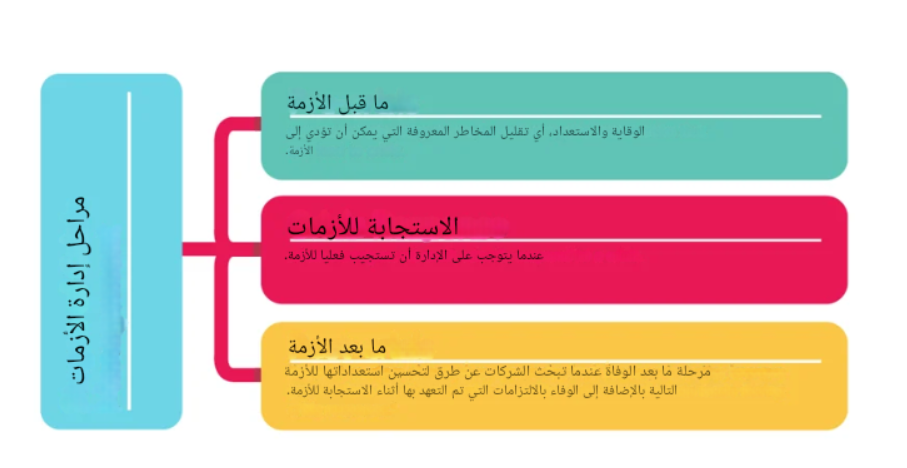 مراحل إدارة الأزمات
ما قبل الأزمة
الوقاية والاستعداد، أي تقليل المخاطر المعروفة التي يمكن أن تؤدي إلى
الأزمة.
الاستجابة للأزمات
عندما يتوجب على الإدارة أن تستجيب فعليا للأزمة.
ما بعد الأزمة
مرحلة ما بعد الوفاة عندما تبحث الشركات عن طرق لتحسين استعداداتها للأزمة
التالية بالإضافة إلى الوفاء بالالتزامات التي تم التعهد بها أثناء الاستجابة للأزمة.